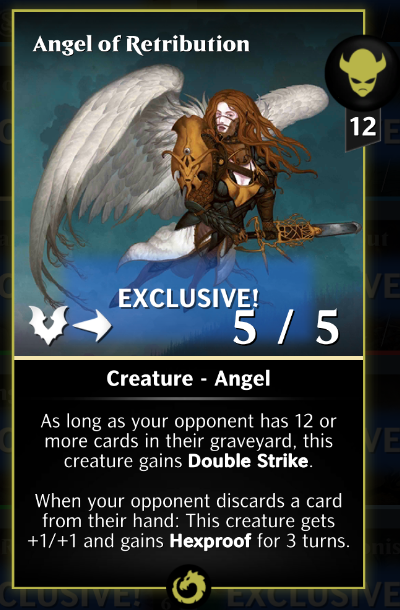 Angel of Retribution
12
EXCLUSIVE!
5 / 5
Creature - Angel
As long as your opponent has 12 or
more cards in their graveyard, this
creature gains Double Strike.
When your opponent discards a card
from their hand: This creature gets
+1/+1 and gains Hexproof for 3 turns.
LUSIVE!
EXCLUSIVE!